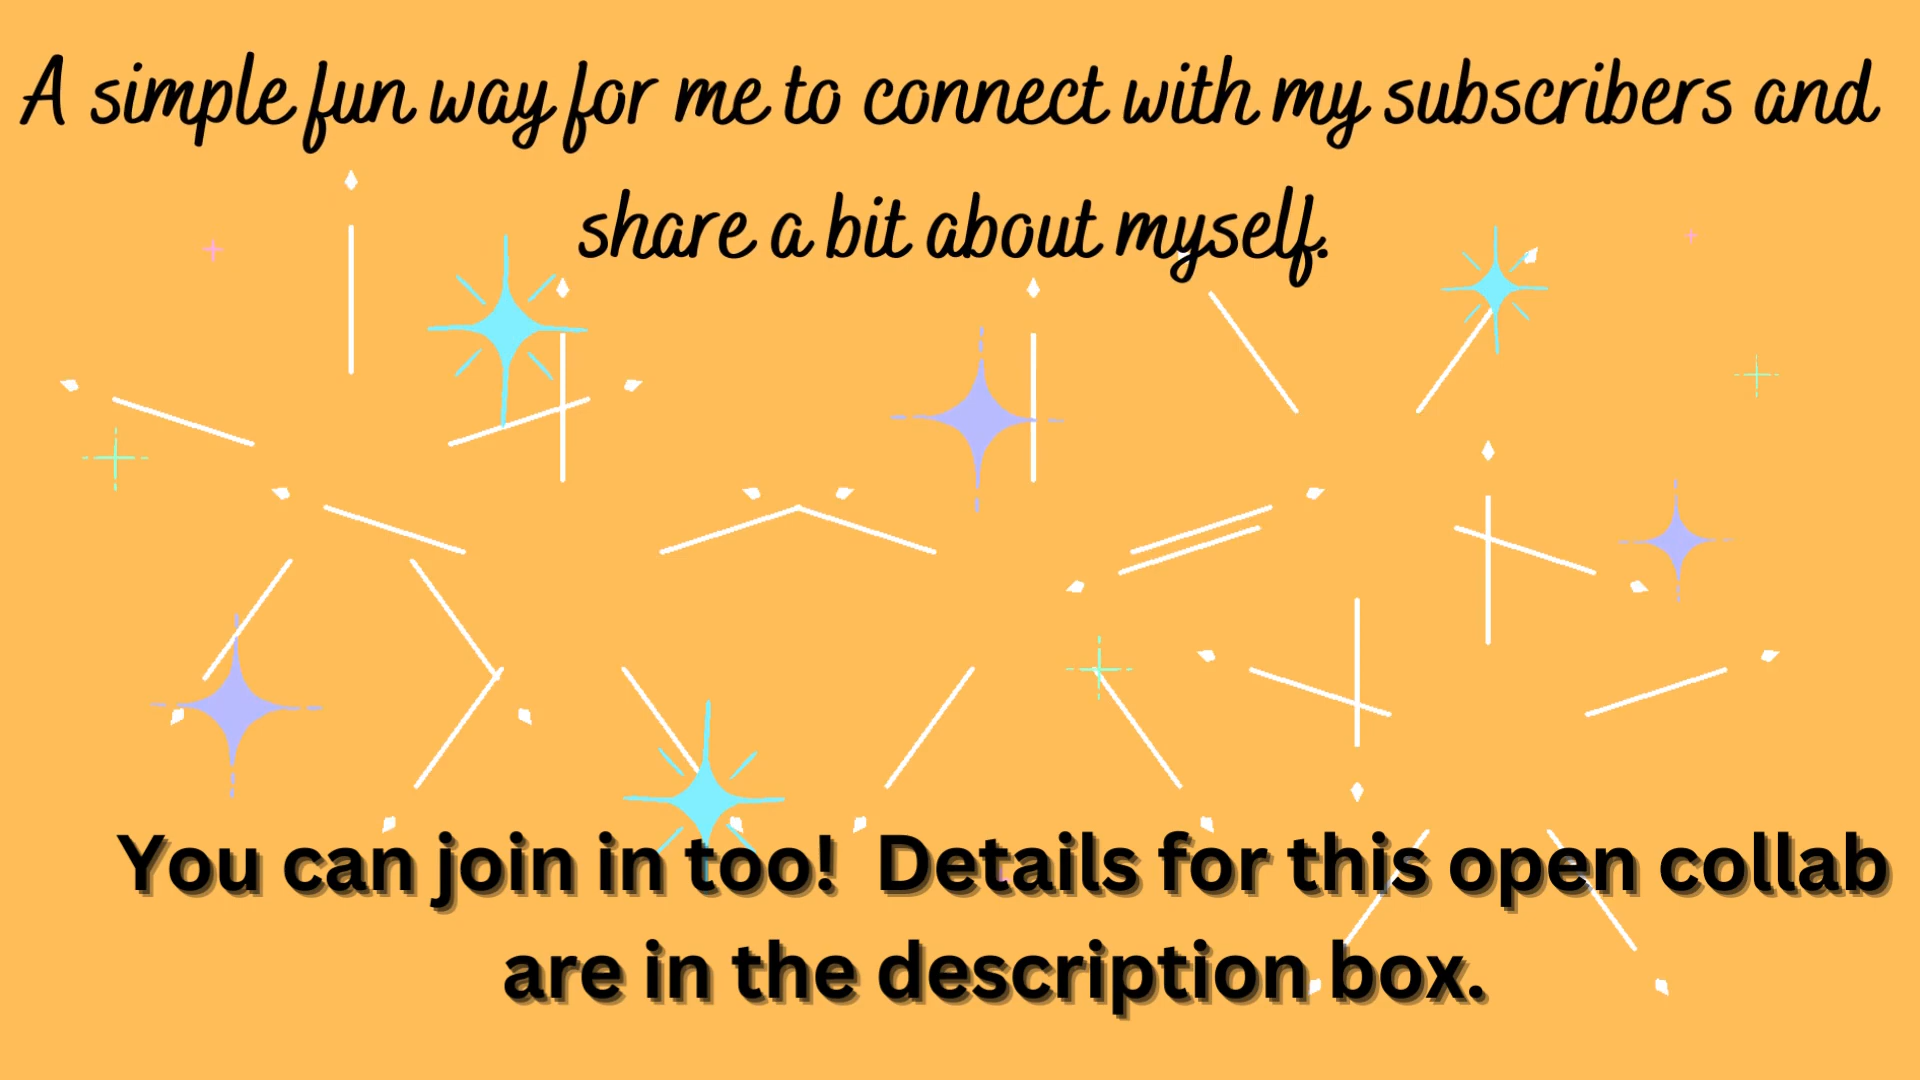 A simple fun way for me to connect with my subscribers and
share a bit about myself.
You can join in too!  Details for this open collab
are in the description box.